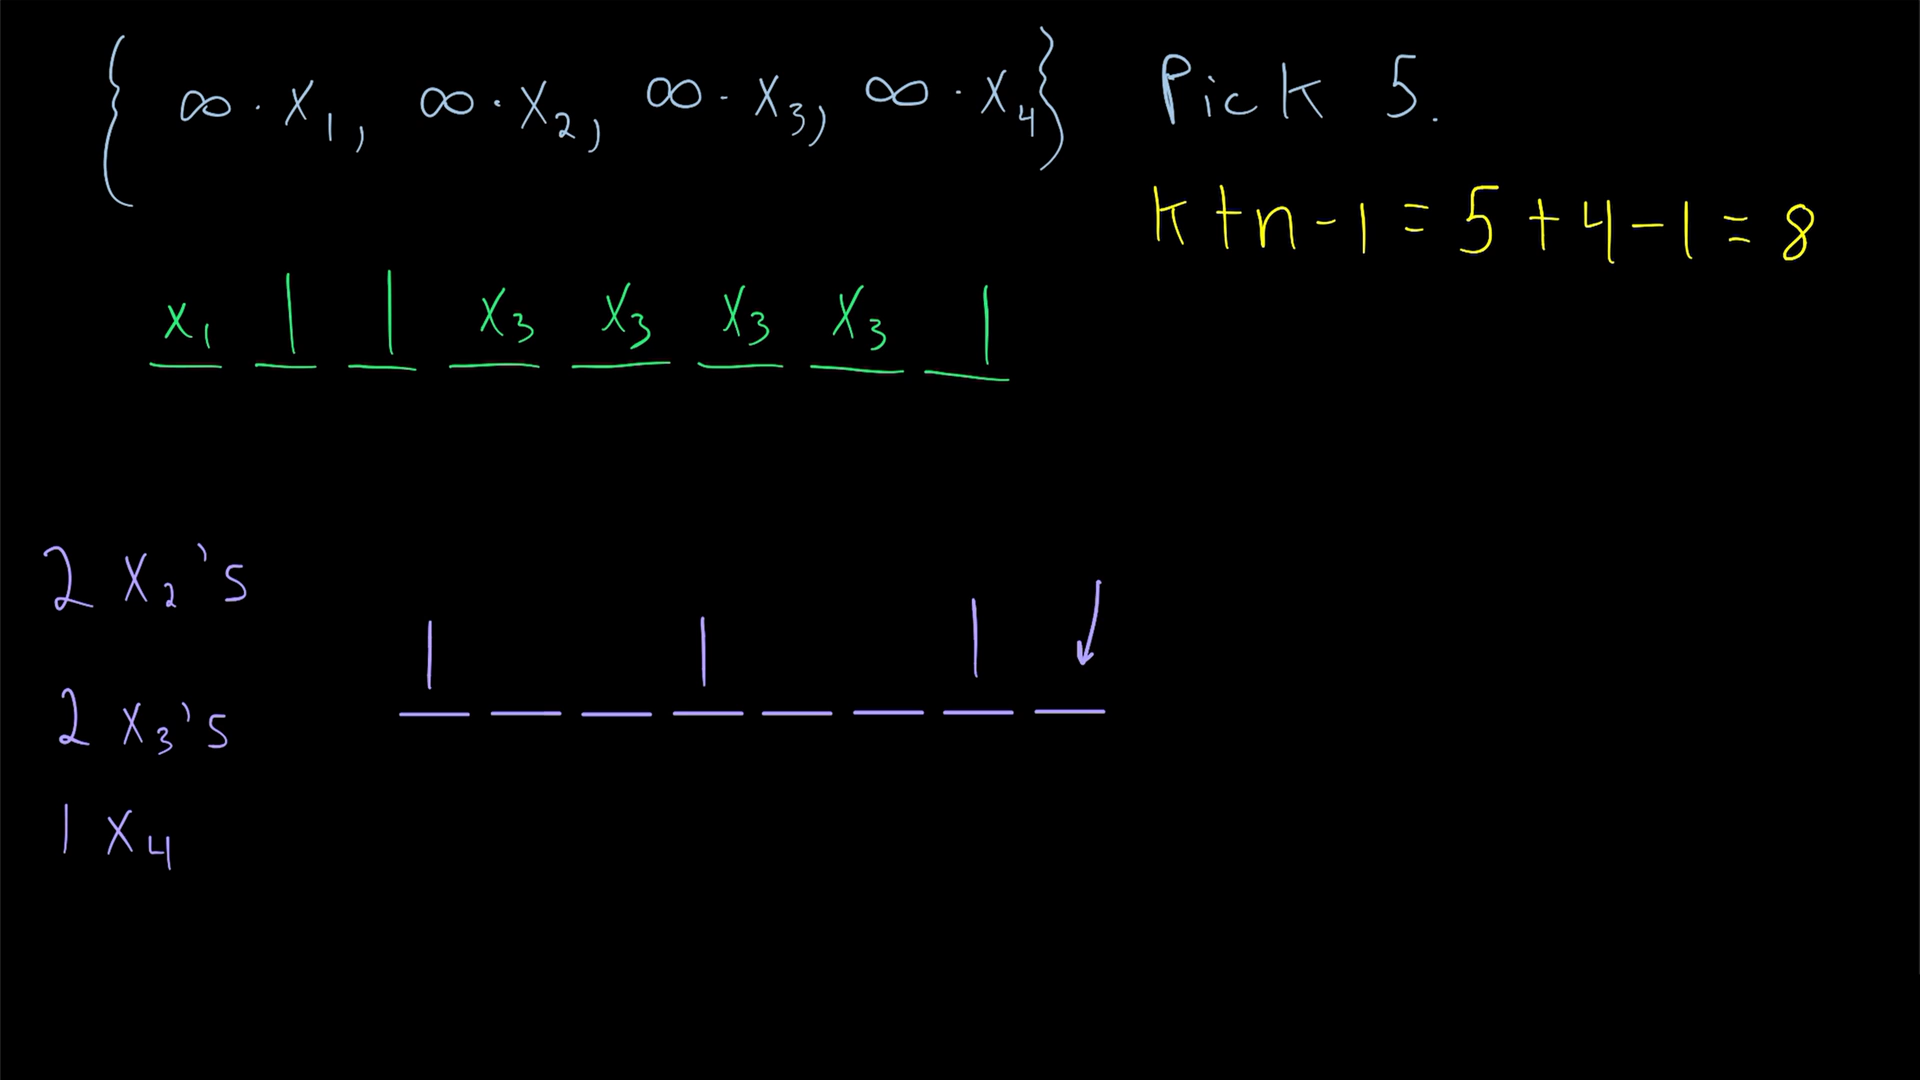 { ∞ · x₁, ∞ · x₂, ∞ · x₃, ∞ · x₄} Pick 5.
k + n - 1 = 5 + 4 - 1 = 8
x₁ | | x₃ x₃ x₃ x₃ |
2 x₂'s
| | |
2 x₃'s
1 x₄